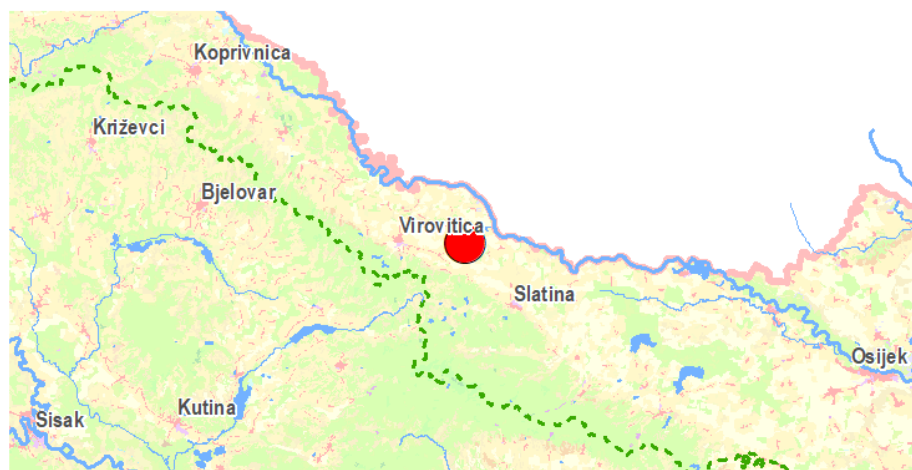 Koprivnica
Križevci
Bjelovar
Virovitica
Slatina
Osijek
Kutina
Sisak